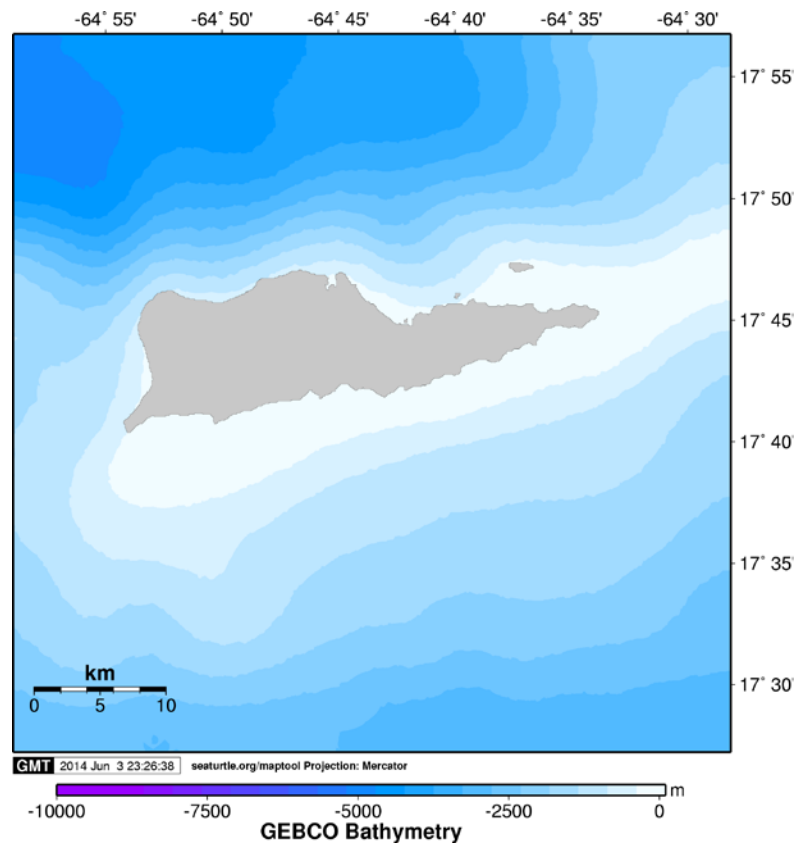 -64° 55' -64° 50' -64° 45' -64° 40' -64° 35' -64° 30'
17° 55'
17° 50'
17° 45'
17° 40'
17° 35'
17° 30'
km
0 5 10
GMT 2014 Jun 3 23:26:38 seaturtle.org/maptool Projection: Mercator
m
-10000 -7500 -5000 -2500 0
GEBCO Bathymetry